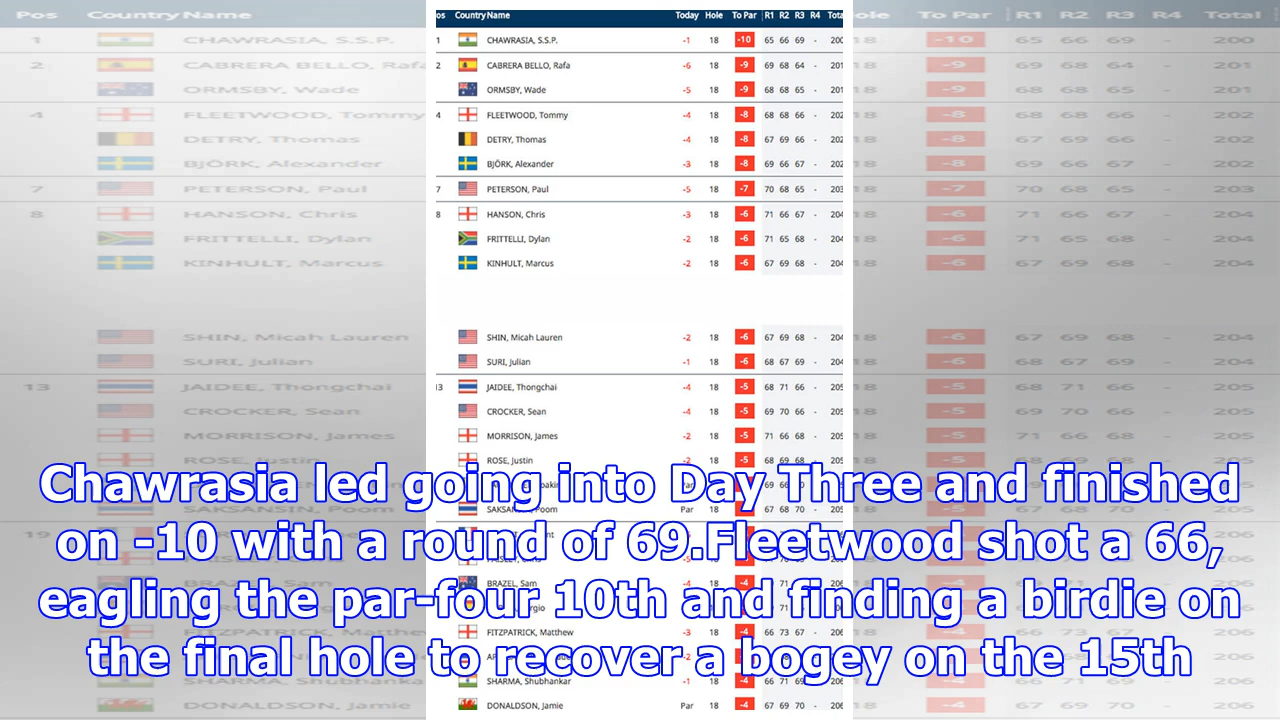 os Country Name Today Hole To Par R1 R2 R3 R4 Tota
1 CHAWRASIA, S.S.P. -1 18 -10 65 66 69 - 200
2 CABRERA BELLO, Rafa -6 18 -9 69 68 64 - 201
ORMSBY, Wade -5 18 -9 68 68 65 - 201
4 FLEETWOOD, Tommy -4 18 -8 68 68 66 - 202
DETRY, Thomas -4 18 -8 67 69 66 - 202
BJÖRK, Alexander -3 18 -8 69 66 67 - 202
7 PETERSON, Paul -5 18 -7 70 68 65 - 203
8 HANSON, Chris -3 18 -6 71 66 67 - 204
FRITTELLI, Dylan -2 18 -6 71 65 68 - 204
KINHULT, Marcus -2 18 -6 67 69 68 - 204
SHIN, Micah Lauren -2 18 -6 67 69 68 - 204
SURI, Julian -1 18 -6 68 67 69 - 204
13 JAIDEE, Thongchai -4 18 -5 68 71 66 - 205
CROCKER, Sean -4 18 -5 69 70 66 - 205
MORRISON, James -2 18 -5 71 66 68 - 205
ROSE, Justin -2 18
Chawrasia led going into Day Three and finished
on -10 with a round of 69.Fleetwood shot a 66,
eagling the par-four 10th and finding a birdie on
the final hole to recover a bogey on the 15th
SAKSANSIN, Poom Par 18 67 68 70 - 205
BRAZEL, Sam -4 18 -4
FITZPATRICK, Matthew -3 18 -4 66 73 67 - 206
SHARMA, Shubhankar -1 18 -4 66 71 69 - 206
DONALDSON, Jamie Par 18 -4 67 69 70 - 206